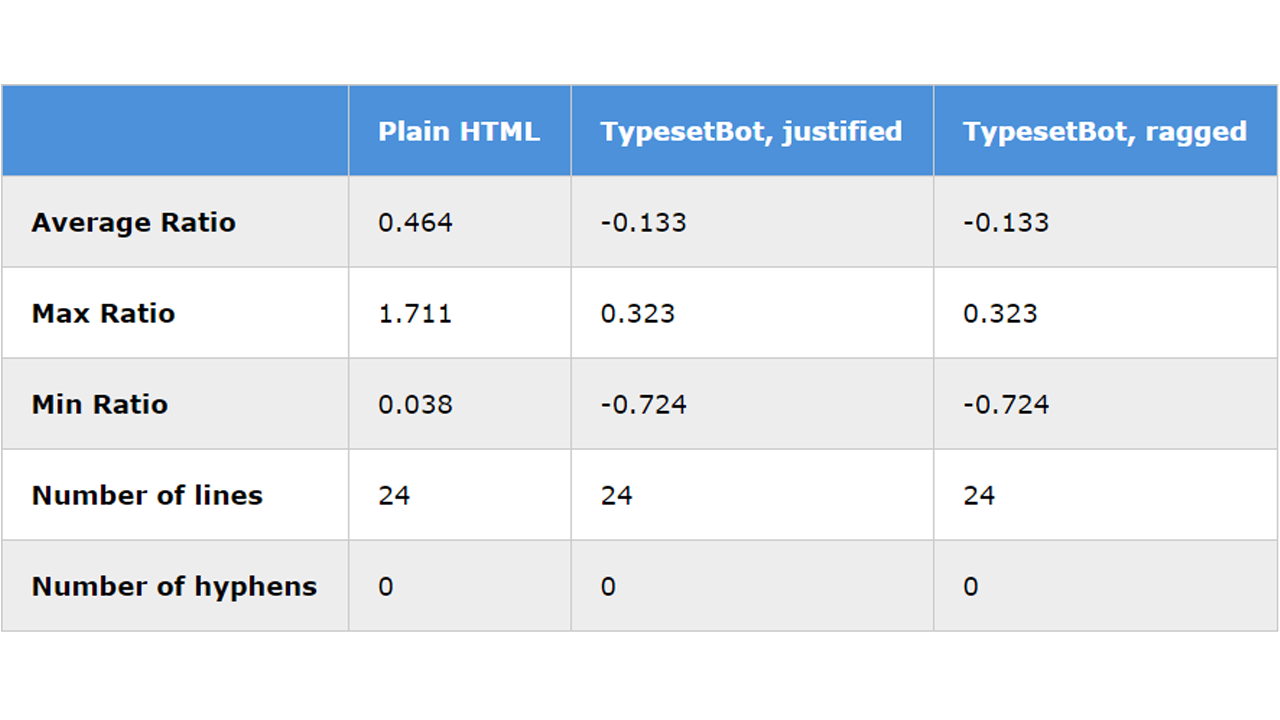 Plain HTML TypesetBot, justified TypesetBot, ragged
Average Ratio 0.464 -0.133 -0.133
Max Ratio 1.711 0.323 0.323
Min Ratio 0.038 -0.724 -0.724
Number of lines 24 24 24
Number of hyphens 0 0 0